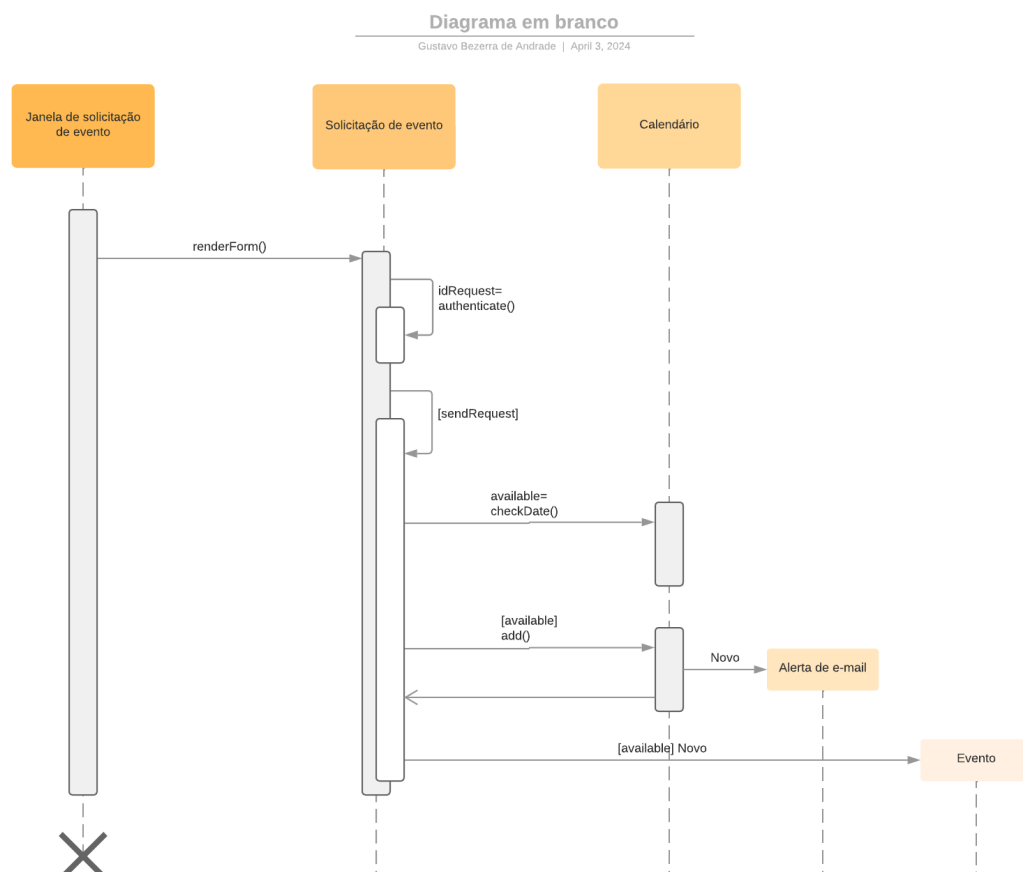 Diagrama em branco
Gustavo Bezerra de Andrade | April 3, 2024
Janela de solicitação
de evento
Solicitação de evento
Calendário
renderForm()
idRequest=
authenticate()
[sendRequest]
available=
checkDate()
[available]
add()
Novo
Alerta de e-mail
[available] Novo
Evento